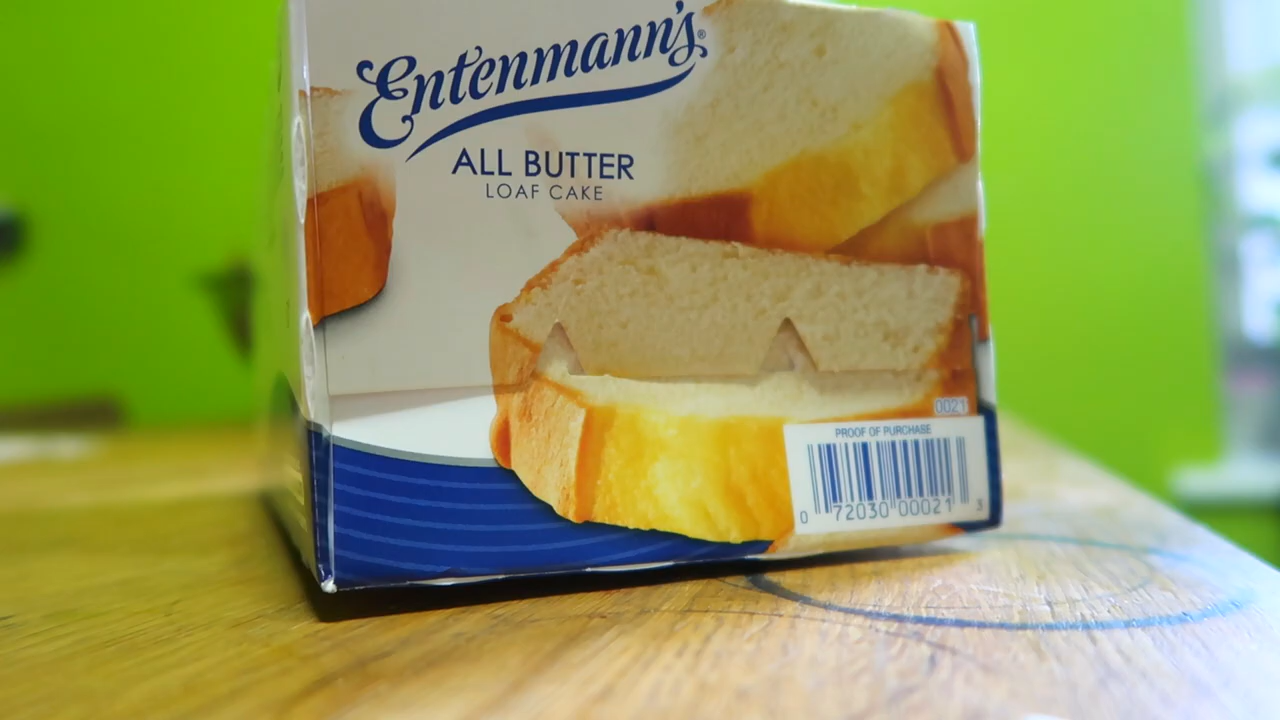 Entenmann's®
ALL BUTTER
LOAF CAKE
0021
PROOF OF PURCHASE
0 72030 00021 3